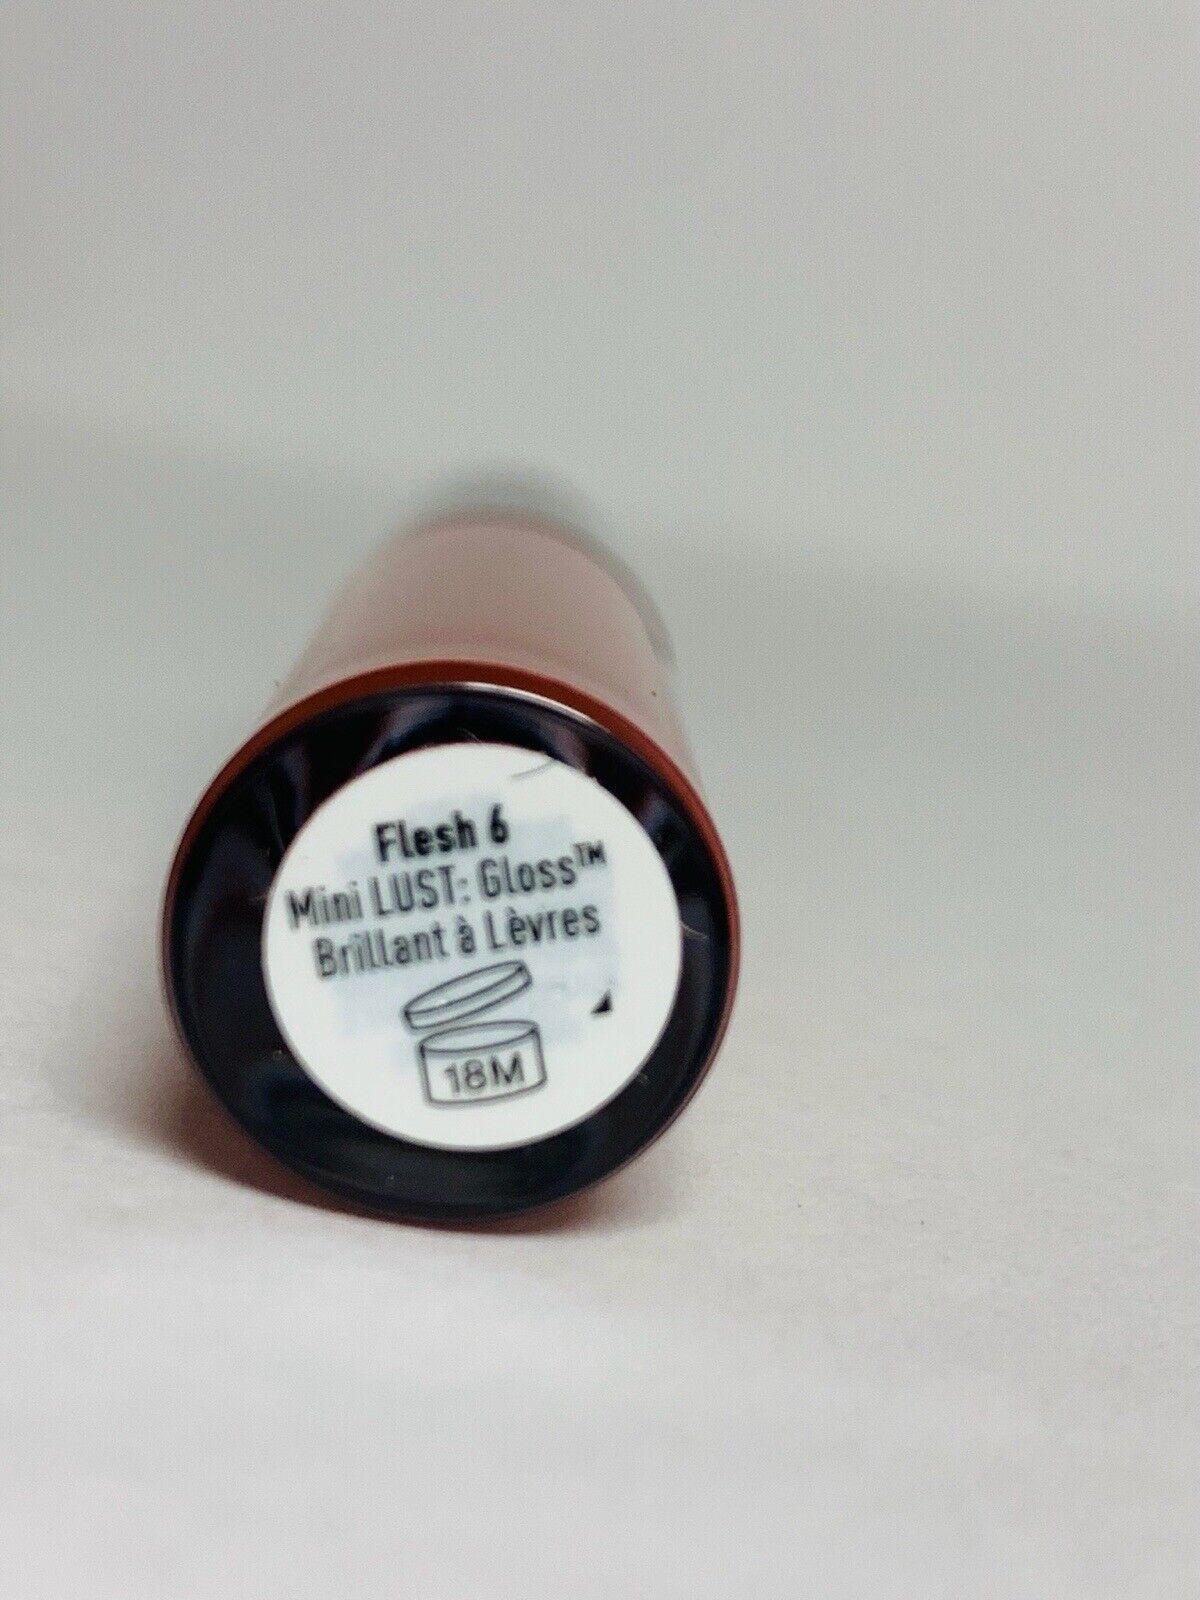 Flesh 6
Mini LUST: Gloss™
Brillant à Lèvres
18M